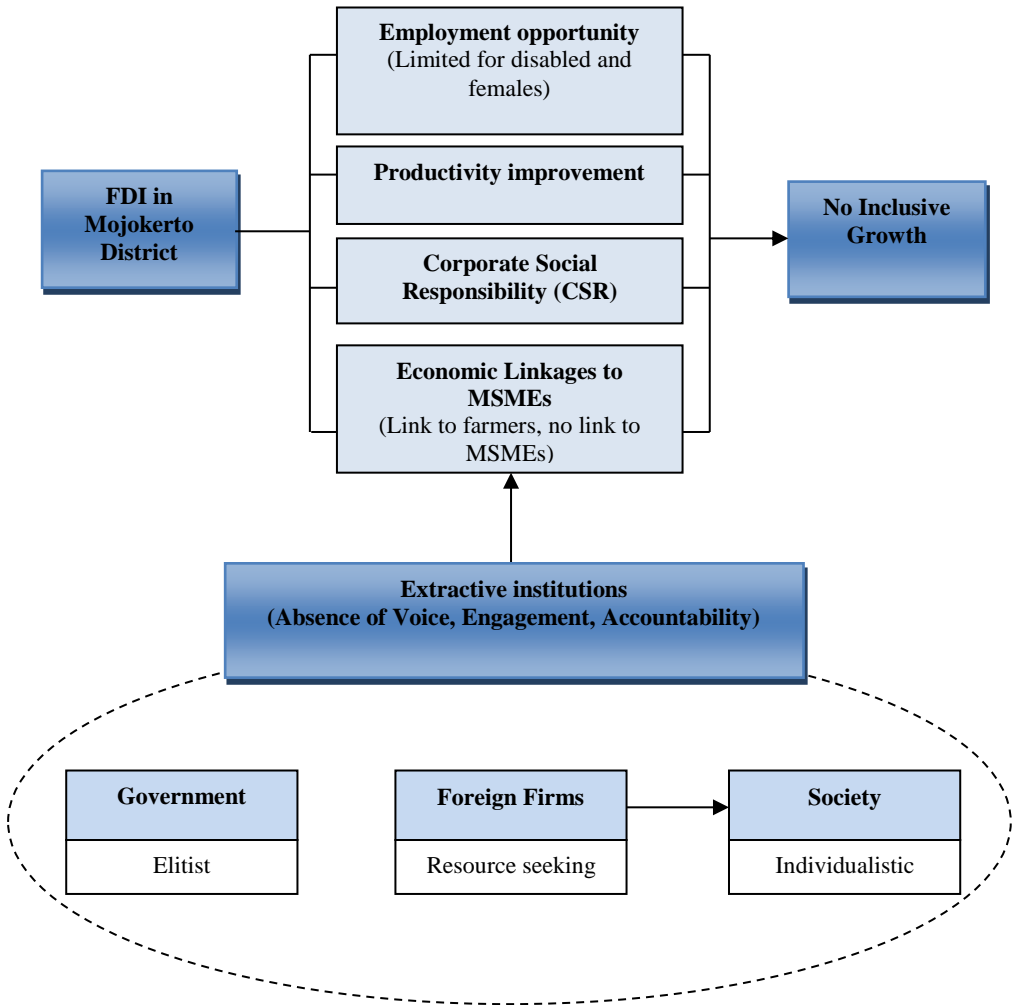 Employment opportunity
(Limited for disabled and
females)
Productivity improvement
FDI in
Mojokerto
District
No Inclusive
Growth
Corporate Social
Responsibility (CSR)
Economic Linkages to
MSMEs
(Link to farmers, no link to
MSMEs)
Extractive institutions
(Absence of Voice, Engagement, Accountability)
Government
Elitist
Foreign Firms
Resource seeking
Society
Individualistic